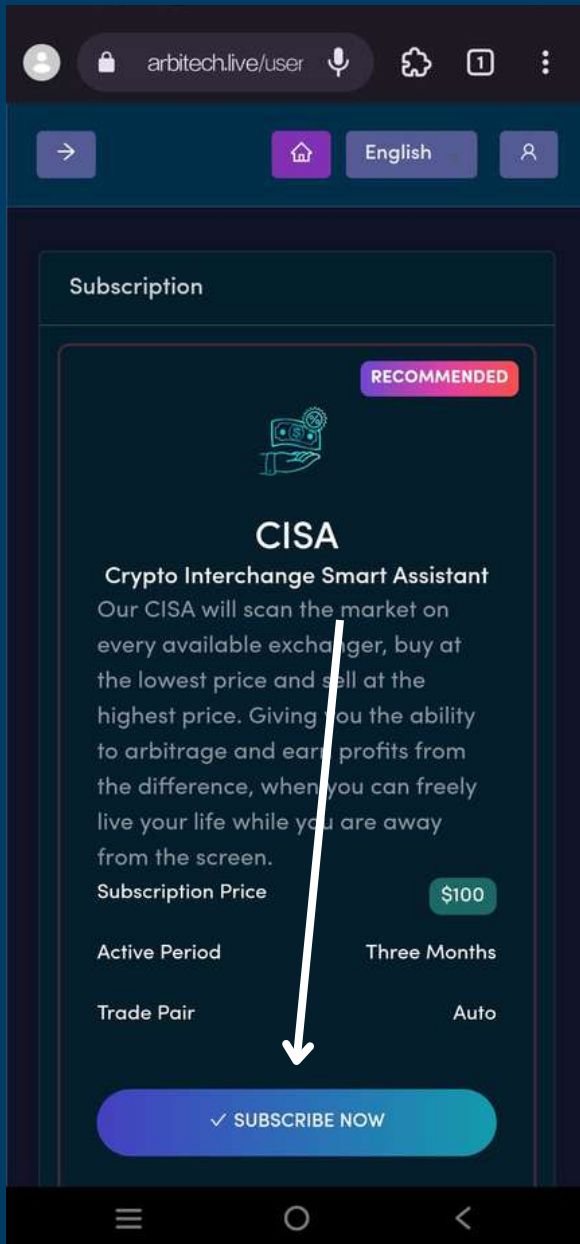 arbitech.live/user
1
English
Subscription
RECOMMENDED
CISA
Crypto Interchange Smart Assistant
Our CISA will scan the market on
every available exchanger, buy at
the lowest price and sell at the
highest price. Giving you the ability
to arbitrage and earn profits from
the difference, when you can freely
live your life while you are away
from the screen.
Subscription Price $100
Active Period Three Months
Trade Pair Auto
✓ SUBSCRIBE NOW